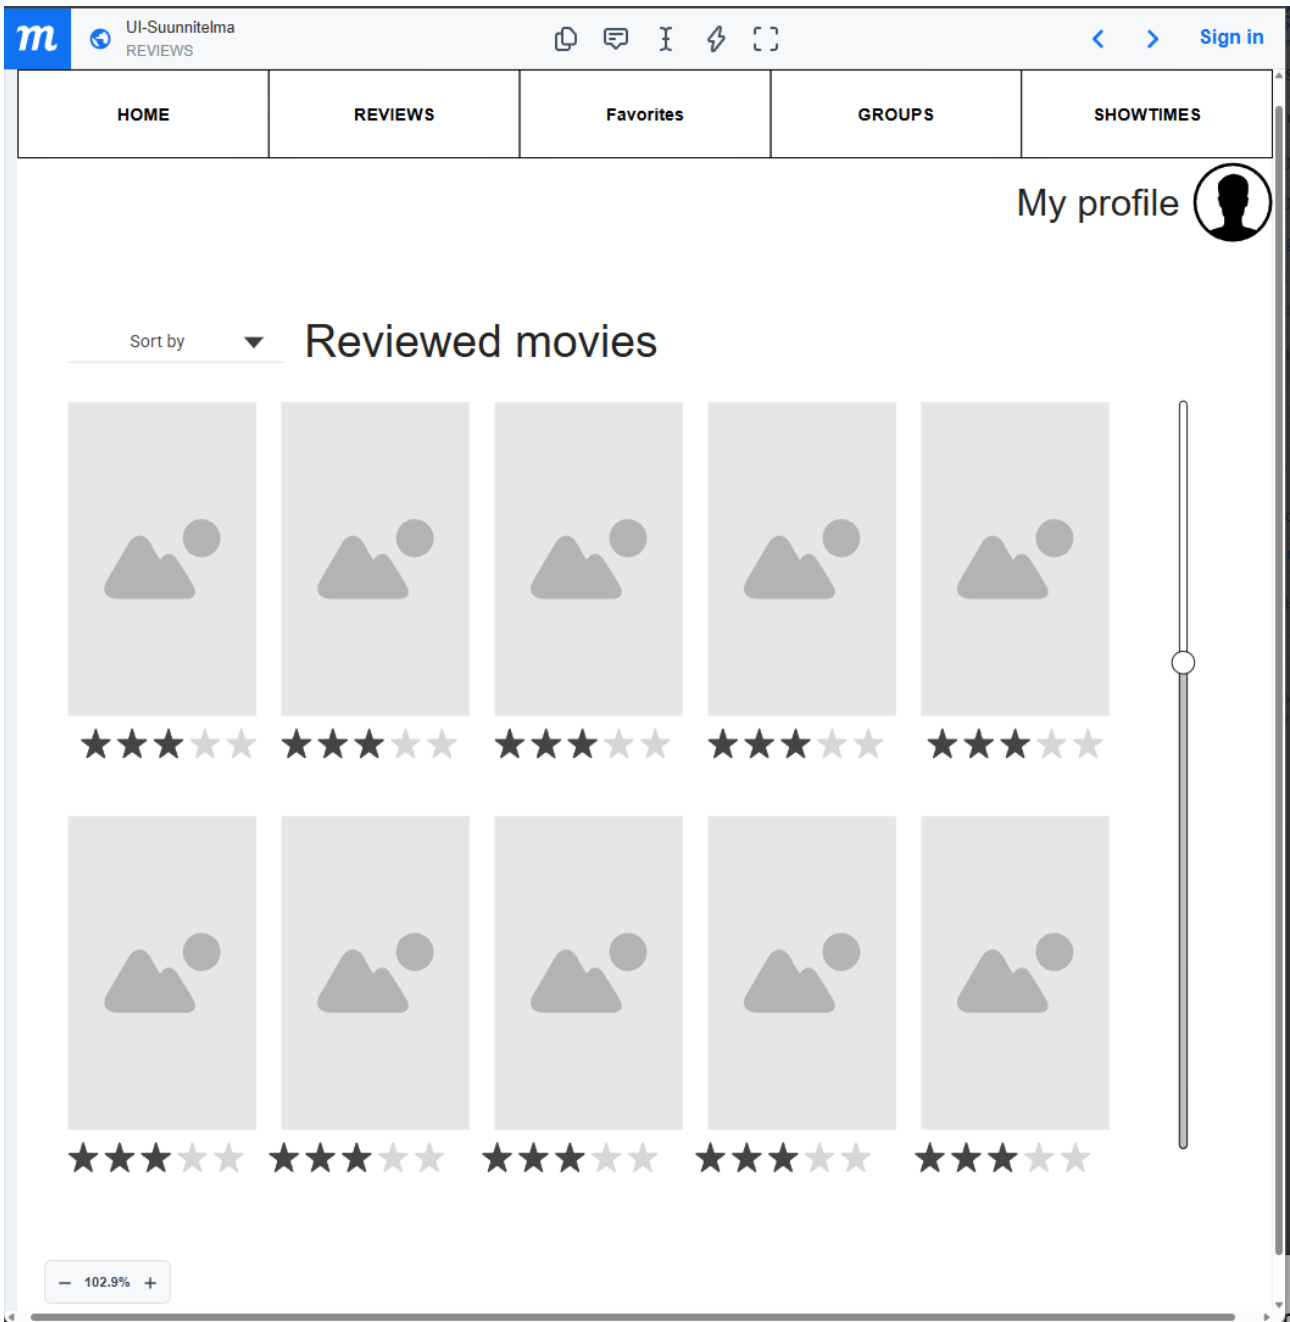 m
UI-Suunnitelma
REVIEWS
Sign in
HOME
REVIEWS
Favorites
GROUPS
SHOWTIMES
My profile
Sort by
Reviewed movies
102.9%